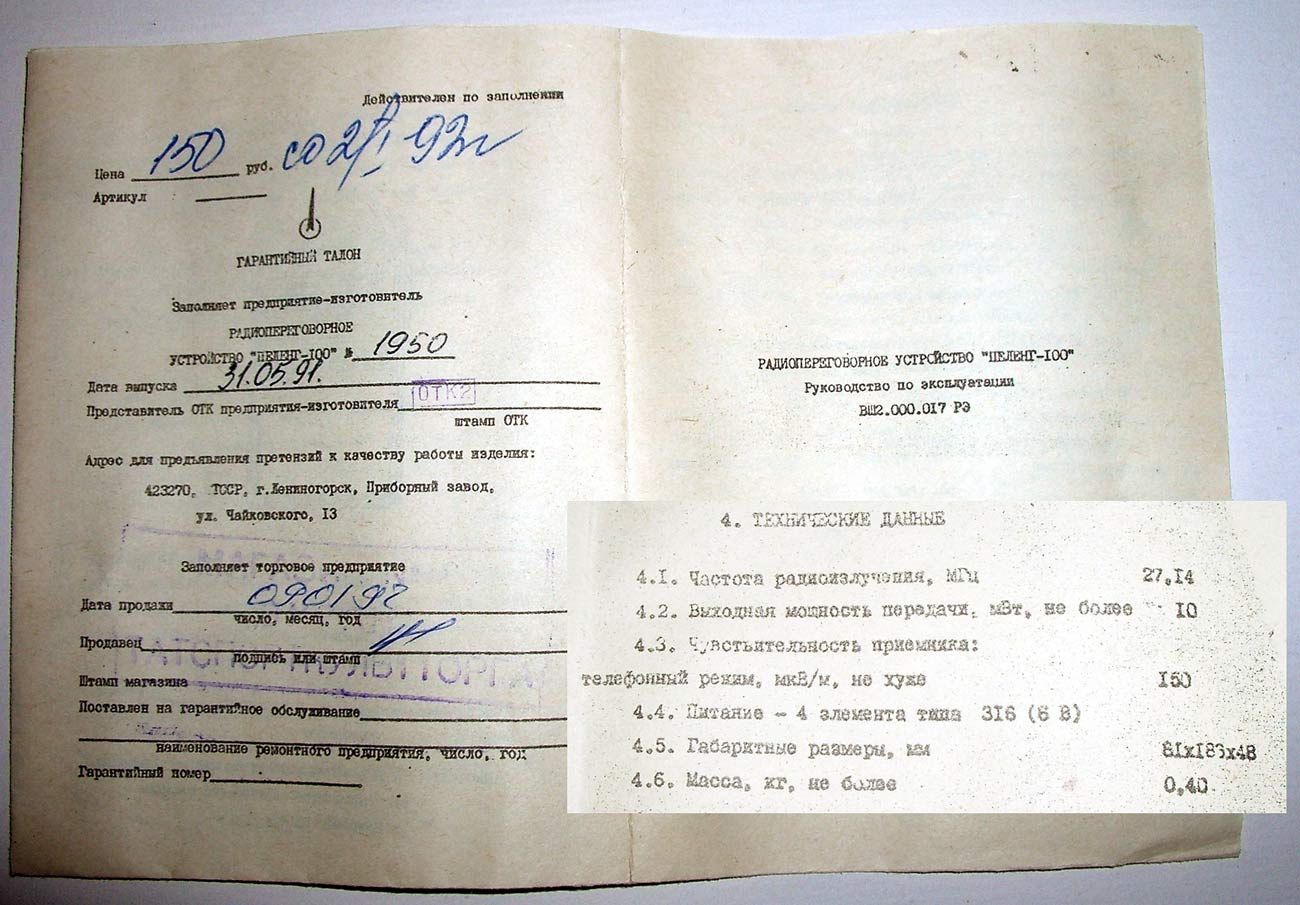 Действителен по заполнении
Цена 150 руб. со 2/I 92г
Артикул
ГАРАНТИЙНЫЙ ТАЛОН
Заполняет предприятие-изготовитель
РАДИОПЕРЕГОВОРНОЕ
УСТРОЙСТВО "ПЕЛЕНГ-100" № 1950
Дата выпуска 31.05.91.
Представитель ОТК предприятия-изготовителя ОТК2
штамп ОТК
Адрес для предъявления претензий к качеству работы изделия:
423270, ТССР, г.Лениногорск, Приборный завод,
ул. Чайковского, 13
МАГАЗ
Заполняет торговое предприятие
Дата продажи 09.01 92
число, месяц, год
Продавец
подпись или штамп
ТАТСПОРТКУЛЬТТОРГА
Штамп магазина
Поставлен на гарантийное обслуживание
наименование ремонтного предприятия, число, год
Гарантийный номер
РАДИОПЕРЕГОВОРНОЕ УСТРОЙСТВО "ПЕЛЕНГ-100"
Руководство по эксплуатации
ВШ2.000.017 РЭ
4. ТЕХНИЧЕСКИЕ ДАННЫЕ
4.1. Частота радиоизлучения, МГц 27,14
4.2. Выходная мощность передачи, мВт, не более 10
4.3. Чувствительность приемника:
телефонный режим, мкВ/м, не хуже 150
4.4. Питание - 4 элемента типа 316 (6 В)
4.5. Габаритные размеры, мм 81х183х48
4.6. Масса, кг, не более 0,40